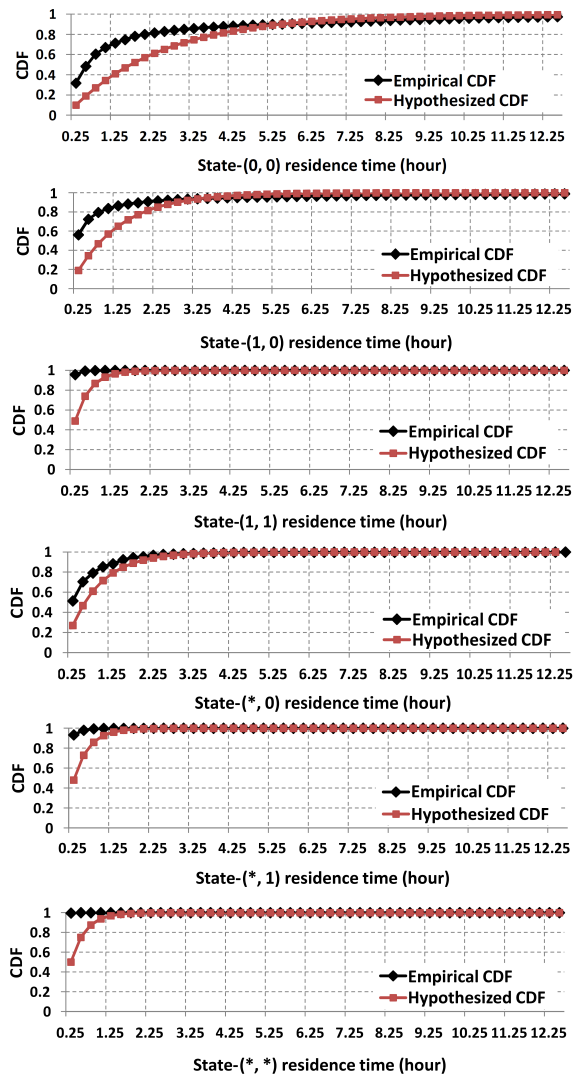 1
0.8
0.6
0.4
0.2
0
CDF
Empirical CDF
Hypothesized CDF
0.25 1.25 2.25 3.25 4.25 5.25 6.25 7.25 8.25 9.25 10.25 11.25 12.25
State-(0, 0) residence time (hour)
1
0.8
0.6
0.4
0.2
0
CDF
Empirical CDF
Hypothesized CDF
0.25 1.25 2.25 3.25 4.25 5.25 6.25 7.25 8.25 9.25 10.25 11.25 12.25
State-(1, 0) residence time (hour)
1
0.8
0.6
0.4
0.2
0
CDF
Empirical CDF
Hypothesized CDF
0.25 1.25 2.25 3.25 4.25 5.25 6.25 7.25 8.25 9.25 10.25 11.25 12.25
State-(1, 1) residence time (hour)
1
0.8
0.6
0.4
0.2
0
CDF
Empirical CDF
Hypothesized CDF
0.25 1.25 2.25 3.25 4.25 5.25 6.25 7.25 8.25 9.25 10.25 11.25 12.25
State-(*, 0) residence time (hour)
1
0.8
0.6
0.4
0.2
0
CDF
Empirical CDF
Hypothesized CDF
0.25 1.25 2.25 3.25 4.25 5.25 6.25 7.25 8.25 9.25 10.25 11.25 12.25
State-(*, 1) residence time (hour)
1
0.8
0.6
0.4
0.2
0
CDF
Empirical CDF
Hypothesized CDF
0.25 1.25 2.25 3.25 4.25 5.25 6.25 7.25 8.25 9.25 10.25 11.25 12.25
State-(*, *) residence time (hour)